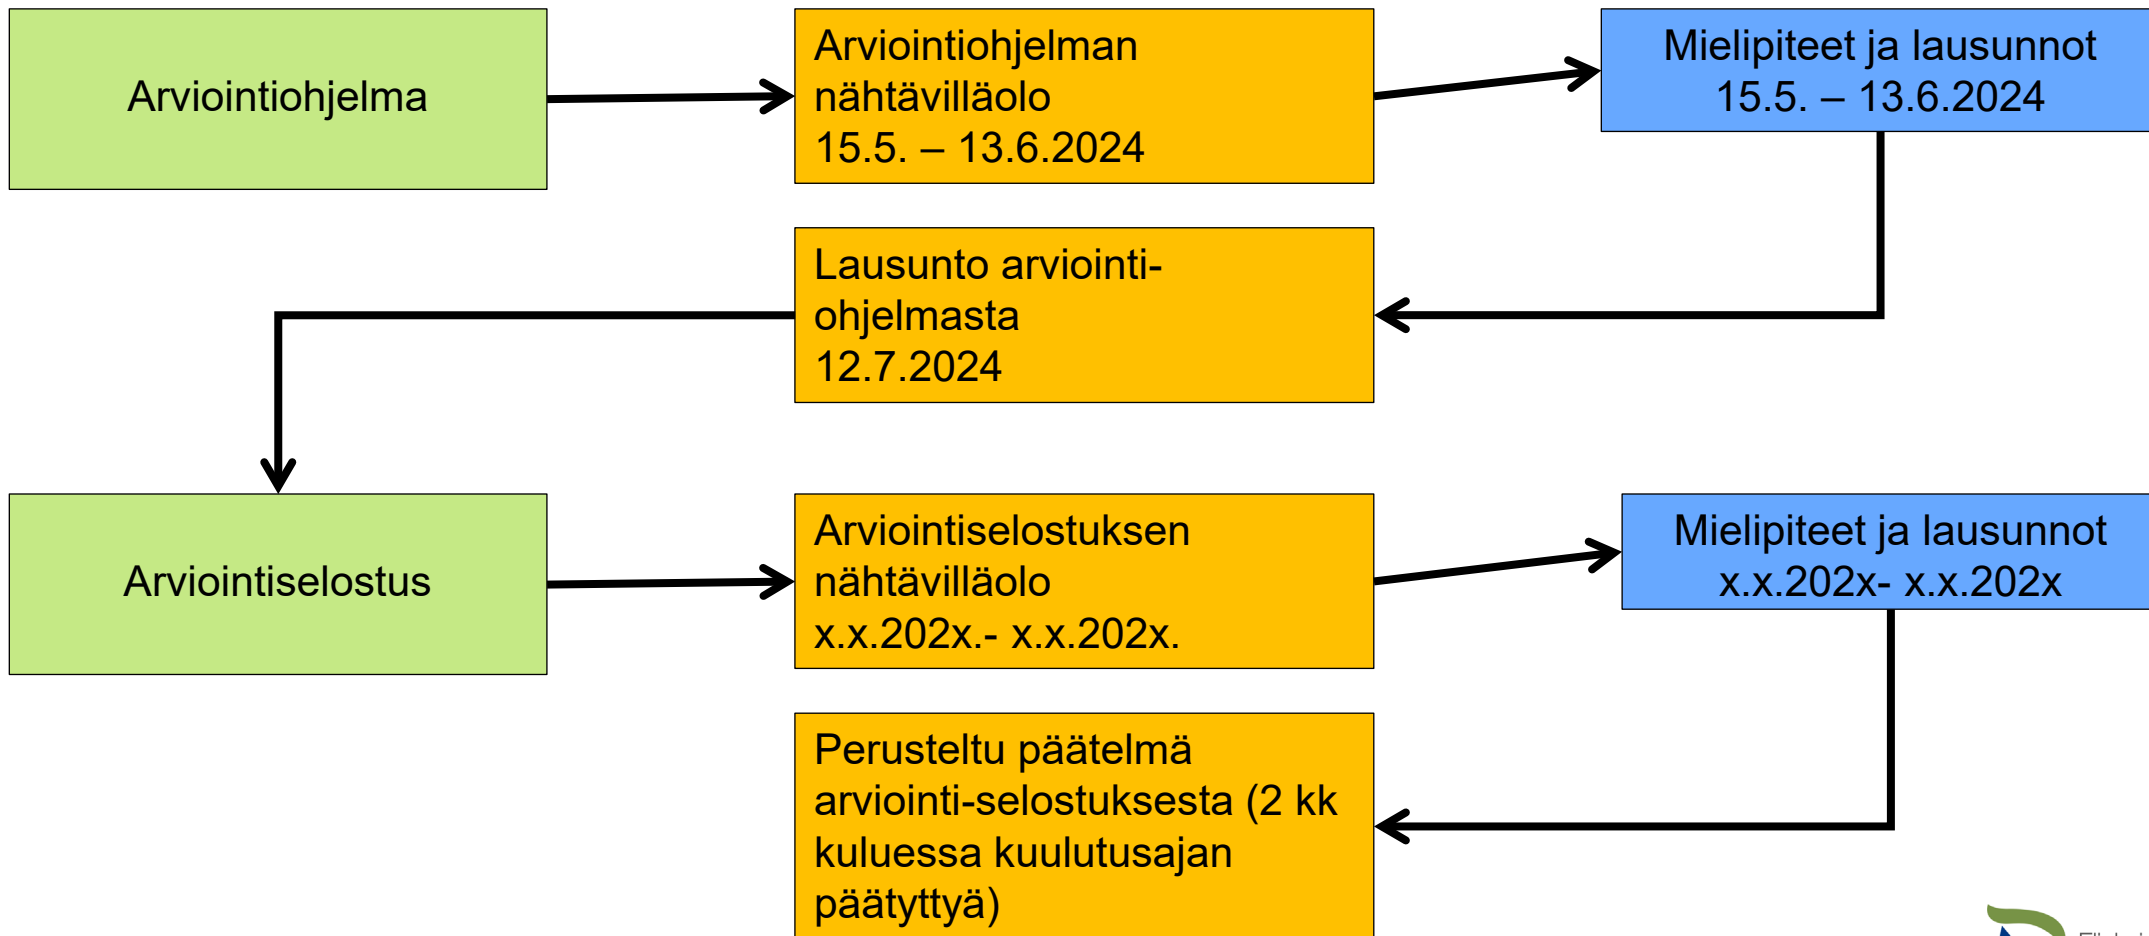 Arviointiohjelma
Arviointiohjelman
nähtävilläolo
15.5. – 13.6.2024
Mielipiteet ja lausunnot
15.5. – 13.6.2024
Lausunto arviointi-
ohjelmasta
12.7.2024
Arviointiselostus
Arviointiselostuksen
nähtävilläolo
x.x.202x.- x.x.202x.
Mielipiteet ja lausunnot
x.x.202x- x.x.202x
Perusteltu päätelmä
arviointi-selostuksesta (2 kk
kuluessa kuulutusajan
päätyttyä)